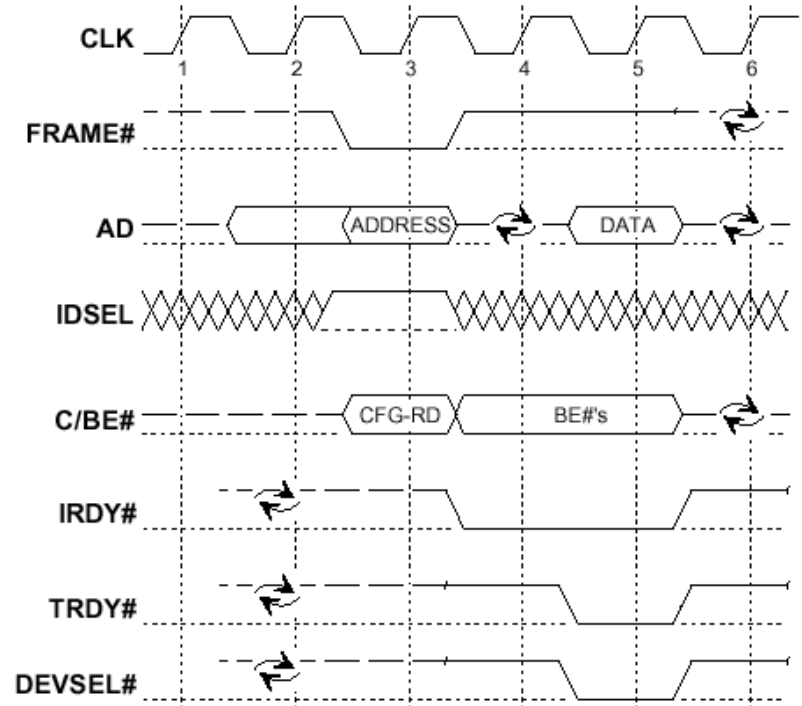 CLK
1 2 3 4 5 6
FRAME#
AD ADDRESS DATA
IDSEL
C/BE# CFG-RD BE#'s
IRDY#
TRDY#
DEVSEL#